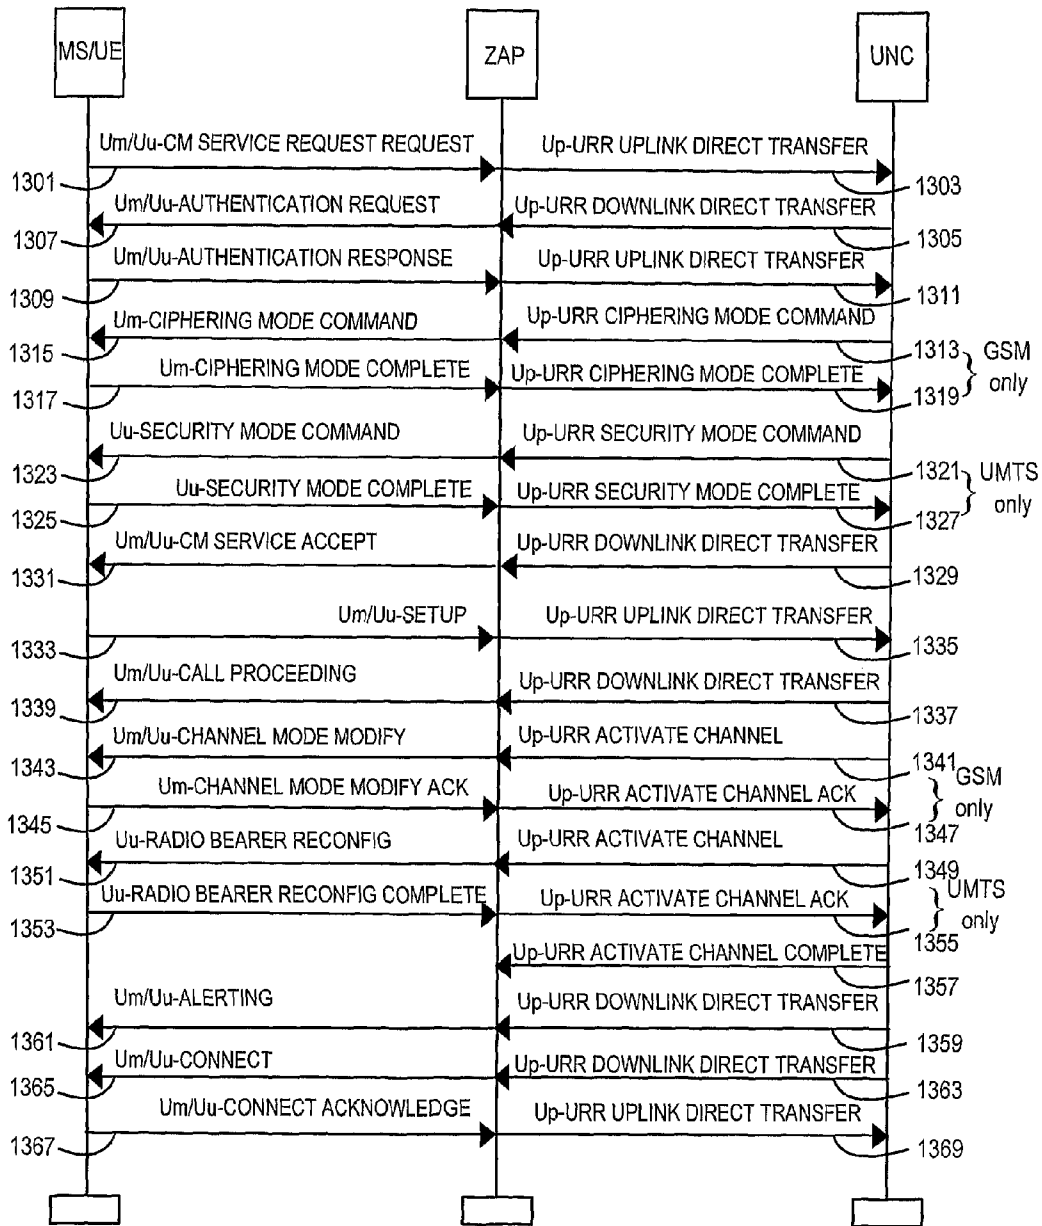 MS/UE
ZAP
UNC
Um/Uu-CM SERVICE REQUEST REQUEST
Up-URR UPLINK DIRECT TRANSFER
1301
1303
Um/Uu-AUTHENTICATION REQUEST
Up-URR DOWNLINK DIRECT TRANSFER
1307
1305
Um/Uu-AUTHENTICATION RESPONSE
Up-URR UPLINK DIRECT TRANSFER
1309
1311
Um-CIPHERING MODE COMMAND
Up-URR CIPHERING MODE COMMAND
1315
1313
GSM
only
Um-CIPHERING MODE COMPLETE
Up-URR CIPHERING MODE COMPLETE
1317
1319
Uu-SECURITY MODE COMMAND
Up-URR SECURITY MODE COMMAND
1323
1321
UMTS
only
Uu-SECURITY MODE COMPLETE
Up-URR SECURITY MODE COMPLETE
1325
1327
Um/Uu-CM SERVICE ACCEPT
Up-URR DOWNLINK DIRECT TRANSFER
1331
1329
Um/Uu-SETUP
Up-URR UPLINK DIRECT TRANSFER
1333
1335
Um/Uu-CALL PROCEEDING
Up-URR DOWNLINK DIRECT TRANSFER
1339
1337
Um/Uu-CHANNEL MODE MODIFY
Up-URR ACTIVATE CHANNEL
1343
1341
GSM
only
Um-CHANNEL MODE MODIFY ACK
Up-URR ACTIVATE CHANNEL ACK
1345
1347
Uu-RADIO BEARER RECONFIG
Up-URR ACTIVATE CHANNEL
1351
1349
UMTS
only
Uu-RADIO BEARER RECONFIG COMPLETE
Up-URR ACTIVATE CHANNEL ACK
1353
1355
Up-URR ACTIVATE CHANNEL COMPLETE
1357
Um/Uu-ALERTING
Up-URR DOWNLINK DIRECT TRANSFER
1361
1359
Um/Uu-CONNECT
Up-URR DOWNLINK DIRECT TRANSFER
1365
1363
Um/Uu-CONNECT ACKNOWLEDGE
Up-URR UPLINK DIRECT TRANSFER
1367
1369